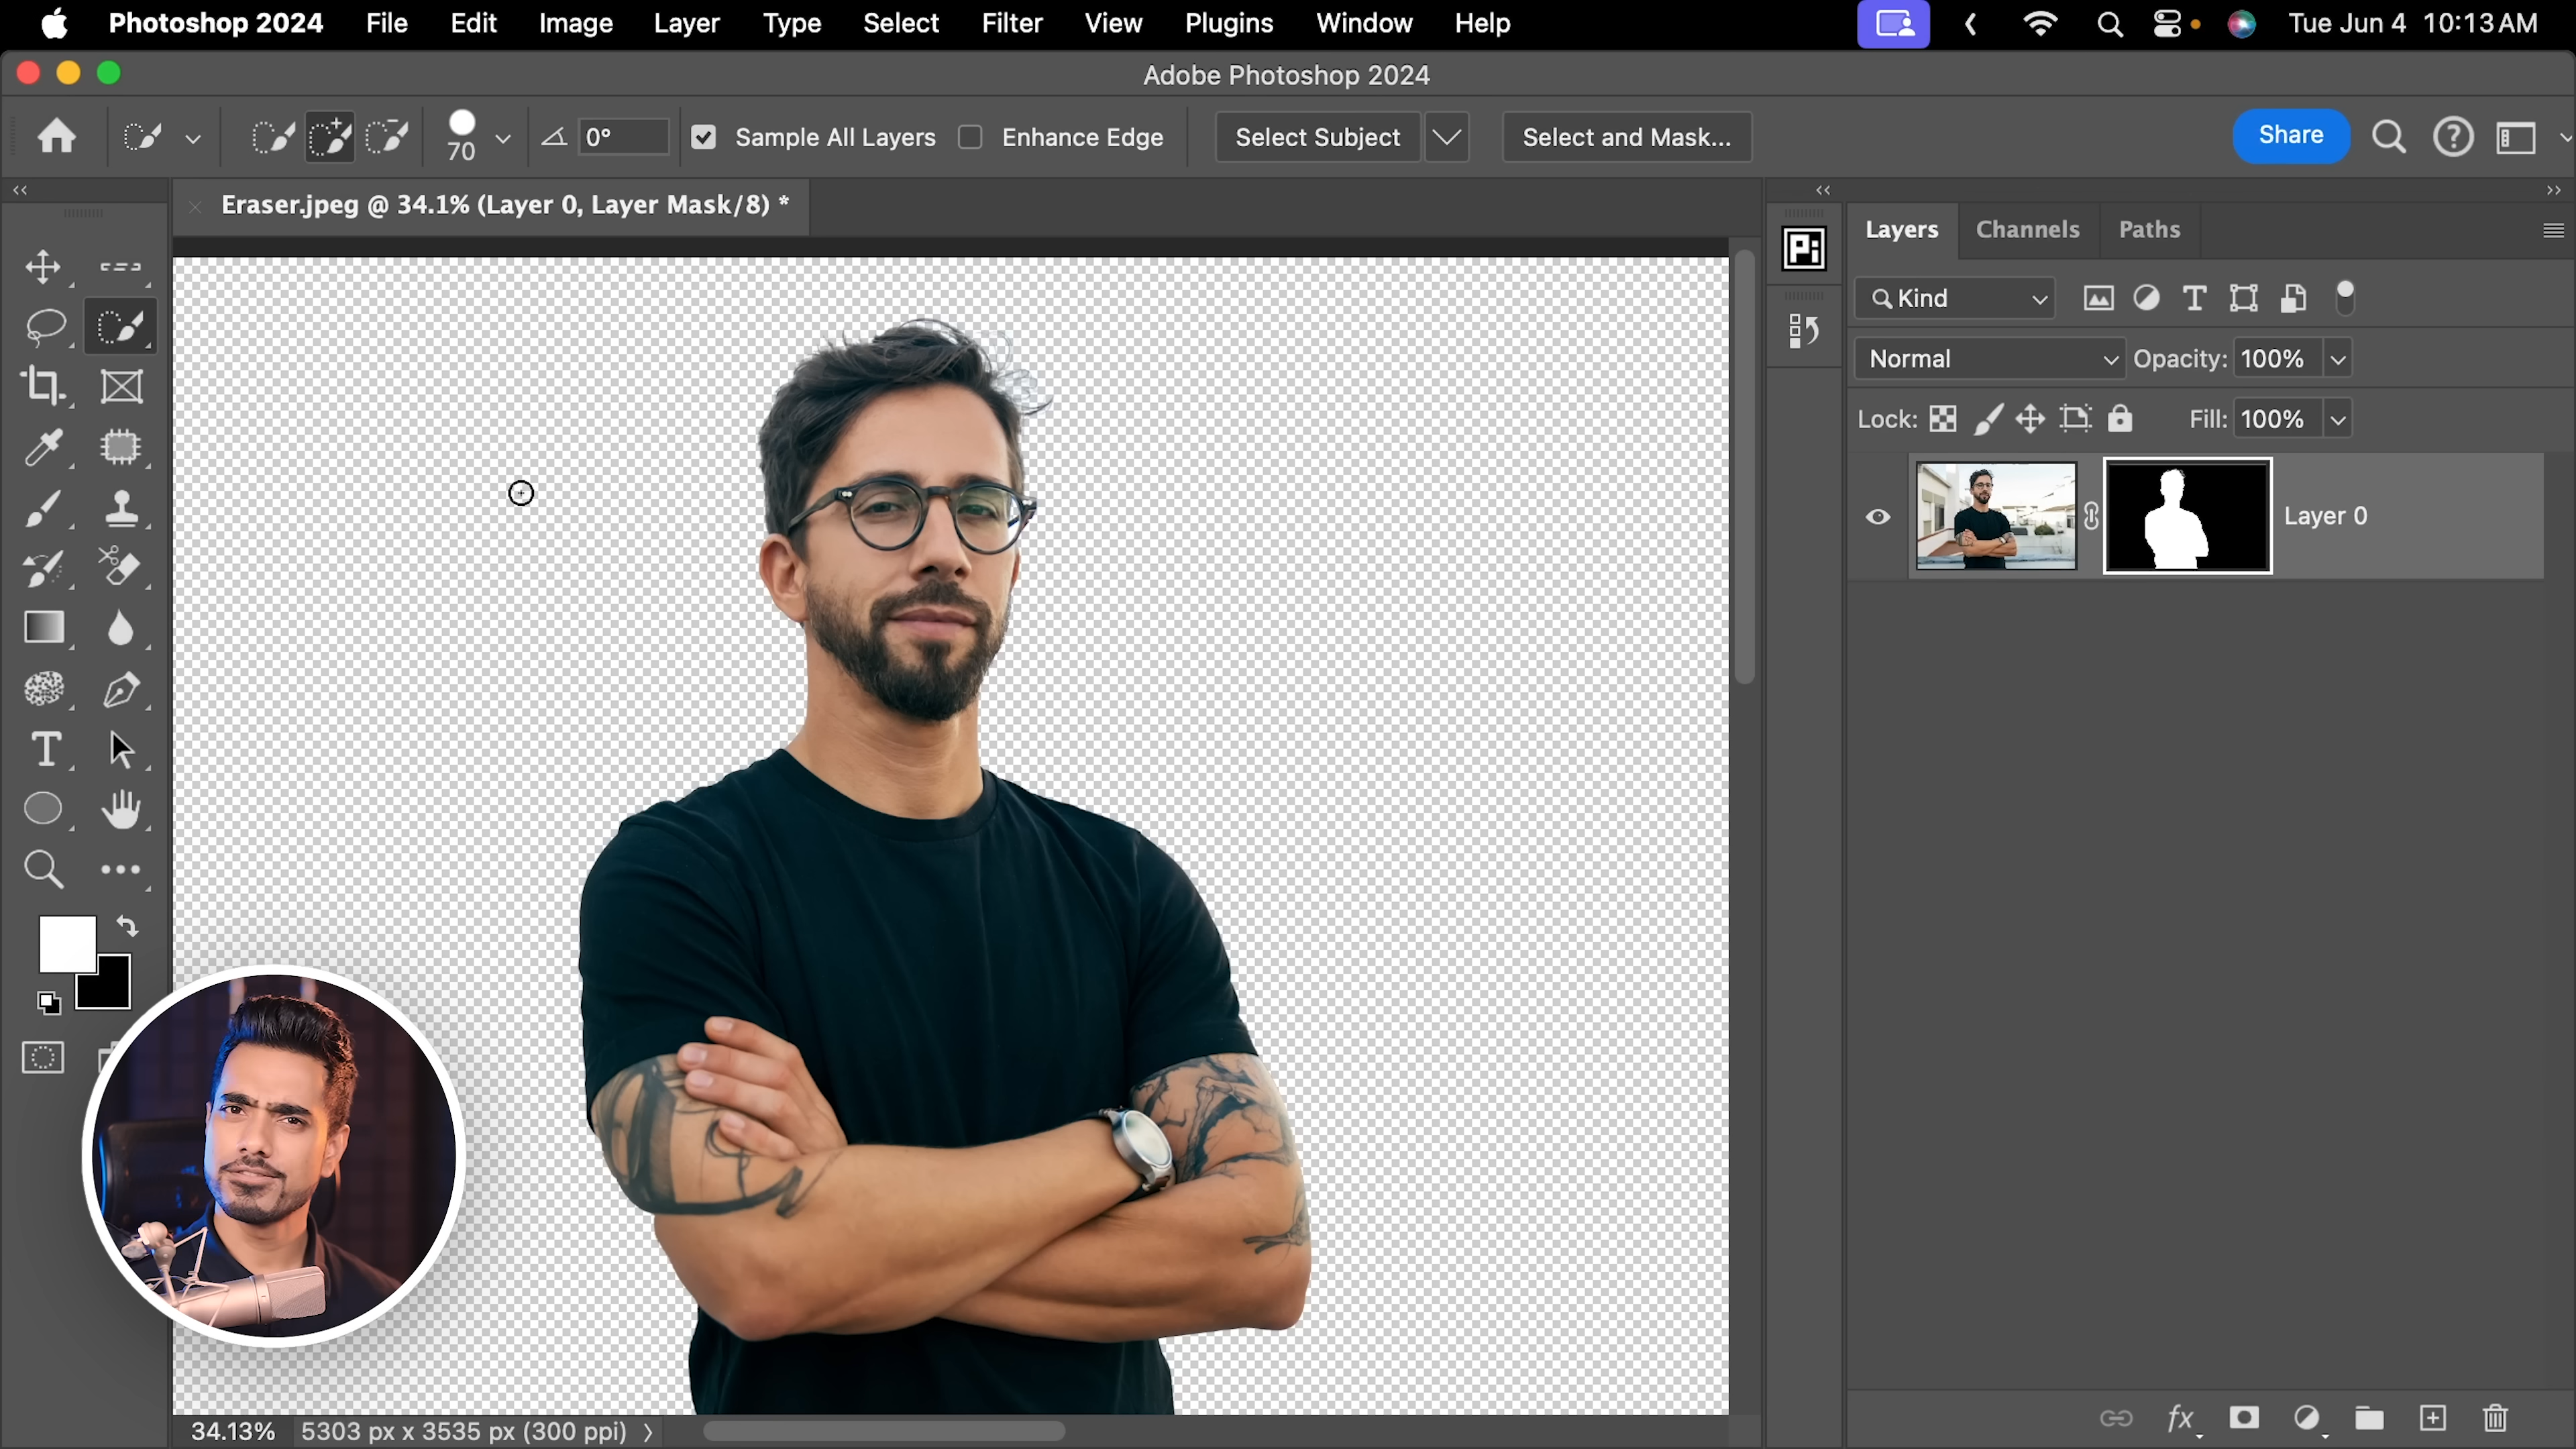 Photoshop 2024 File Edit Image Layer Type Select Filter View Plugins Window Help Tue Jun 4 10:13 AM
Adobe Photoshop 2024
70 0° Sample All Layers Enhance Edge Select Subject Select and Mask... Share
Eraser.jpeg @ 34.1% (Layer 0, Layer Mask/8) *
Layers Channels Paths
Kind
Normal Opacity: 100%
Lock: Fill: 100%
Layer 0
34.13% 5303 px x 3535 px (300 ppi)
Pi
fx